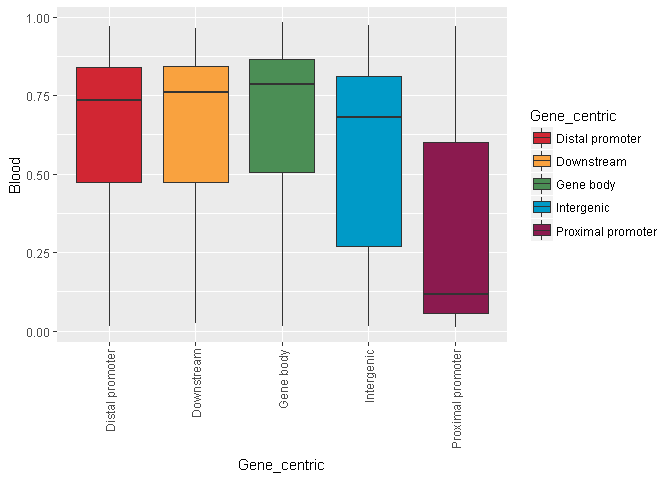 1.00
0.75
0.50
0.25
0.00
Blood
Distal promoter
Downstream
Gene body
Intergenic
Proximal promoter
Gene_centric
Gene_centric
Distal promoter
Downstream
Gene body
Intergenic
Proximal promoter